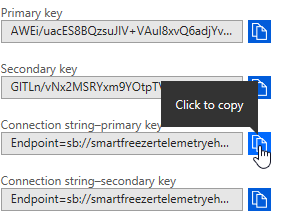 Primary key
AWEi/uacES8BQzsuJIV+VAuI8xvQ6adjYv...
Secondary key
GITLn/vNx2MSRYxm9YOtpT
Click to copy
Connection string–primary key
Endpoint=sb://smartfreezertelemetryeh...
Connection string–secondary key
Endpoint=sb://smartfreezertelemetryeh...